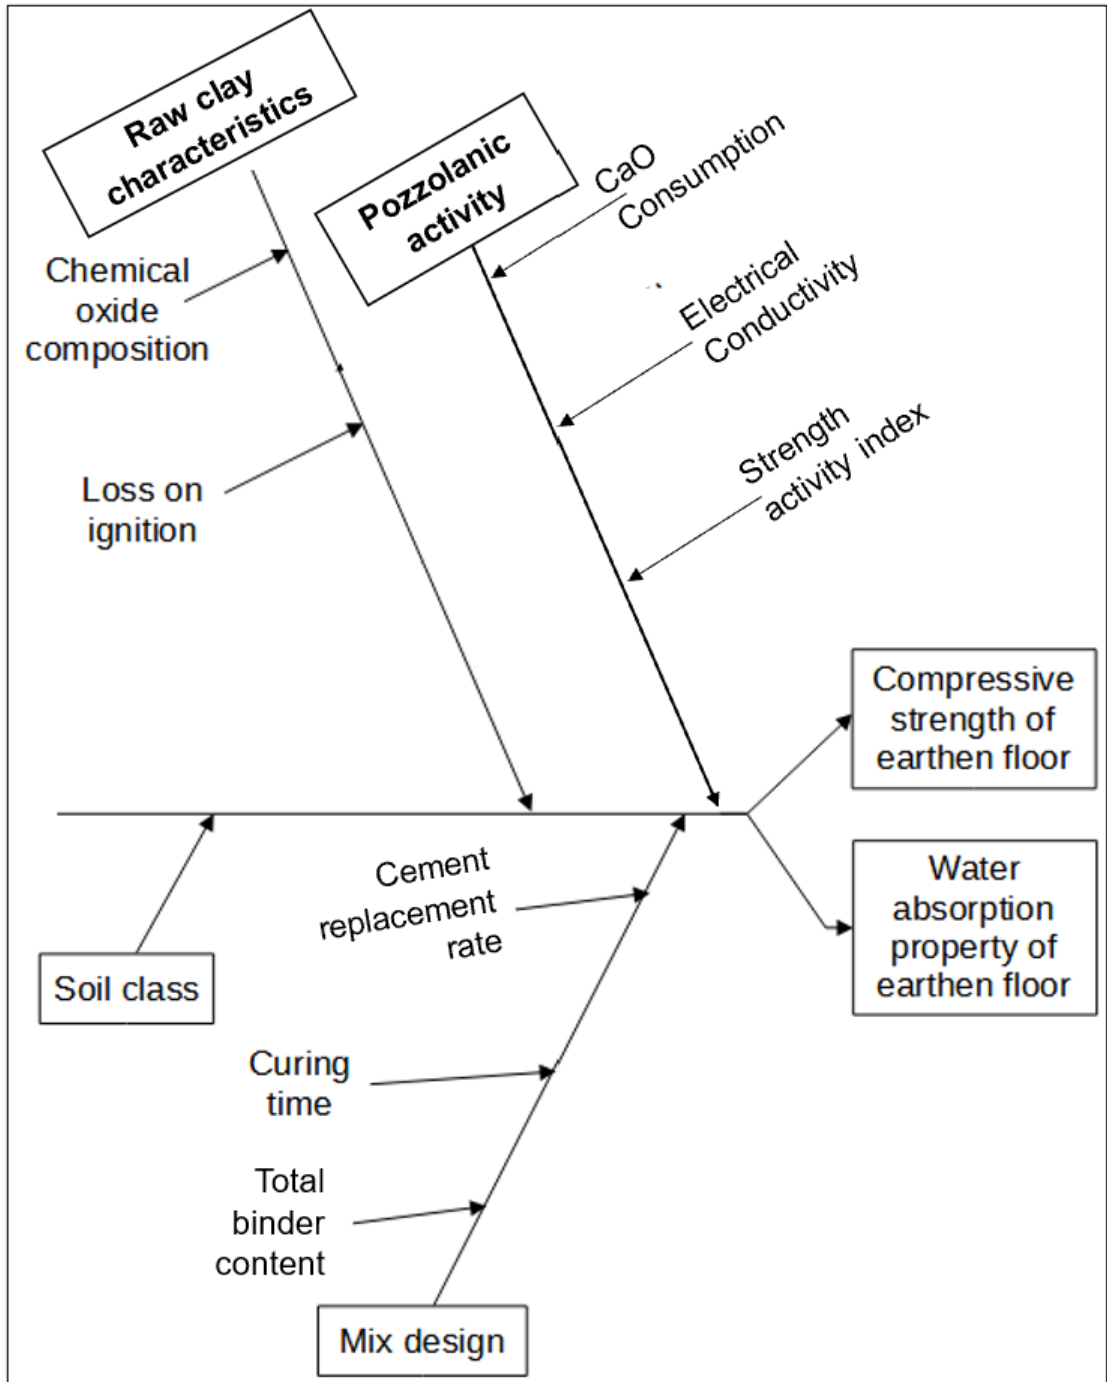 Raw clay
characteristics
Pozzolanic
activity
CaO
Consumption
Chemical
oxide
composition
Electrical
Conductivity
Loss on
ignition
Strength
activity index
Compressive
strength of
earthen floor
Water
absorption
property of
earthen floor
Cement
replacement
rate
Soil class
Curing
time
Total
binder
content
Mix design